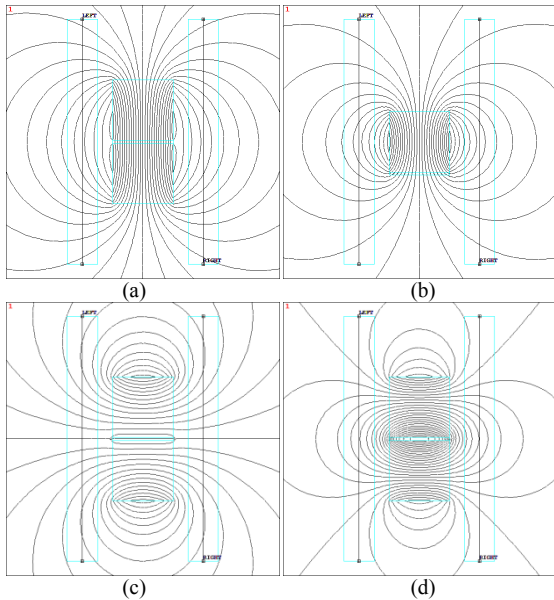 1
LEFT
RIGHT
(a)
1
LEFT
RIGHT
(b)
1
LEFT
RIGHT
(c)
1
LEFT
RIGHT
(d)